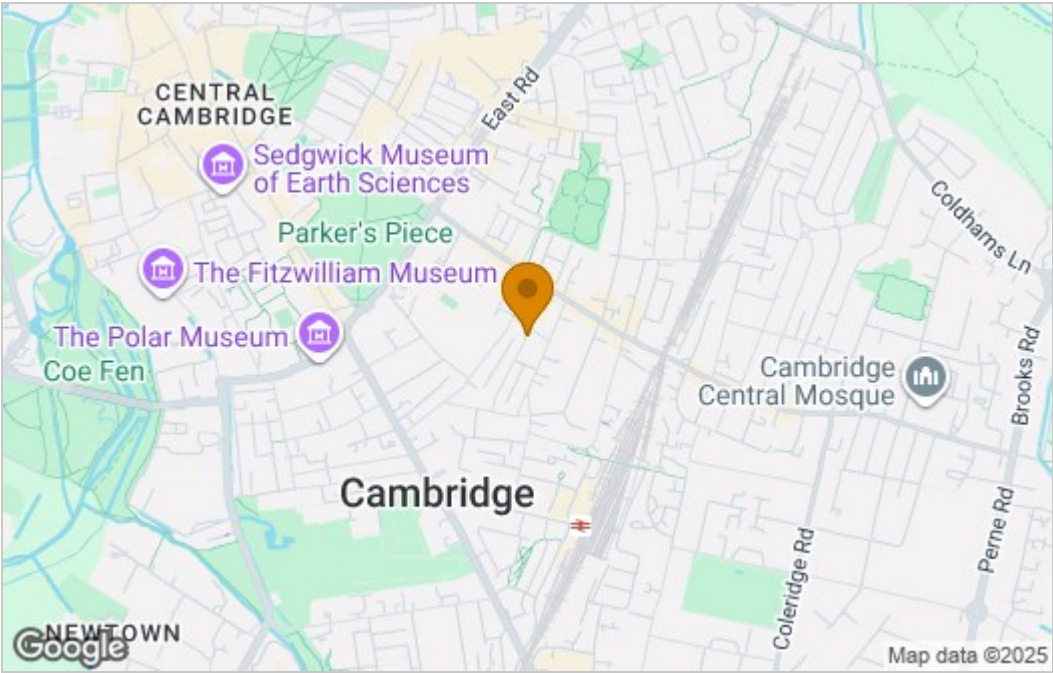 CENTRAL
CAMBRIDGE
East Rd
Sedgwick Museum
of Earth Sciences
Coldhams Ln
Parker's Piece
The Fitzwilliam Museum
The Polar Museum
Coe Fen
Cambridge
Central Mosque
Brooks Rd
Cambridge
Perne Rd
Coleridge Rd
NEWTOWN
Google
Map data ©2025